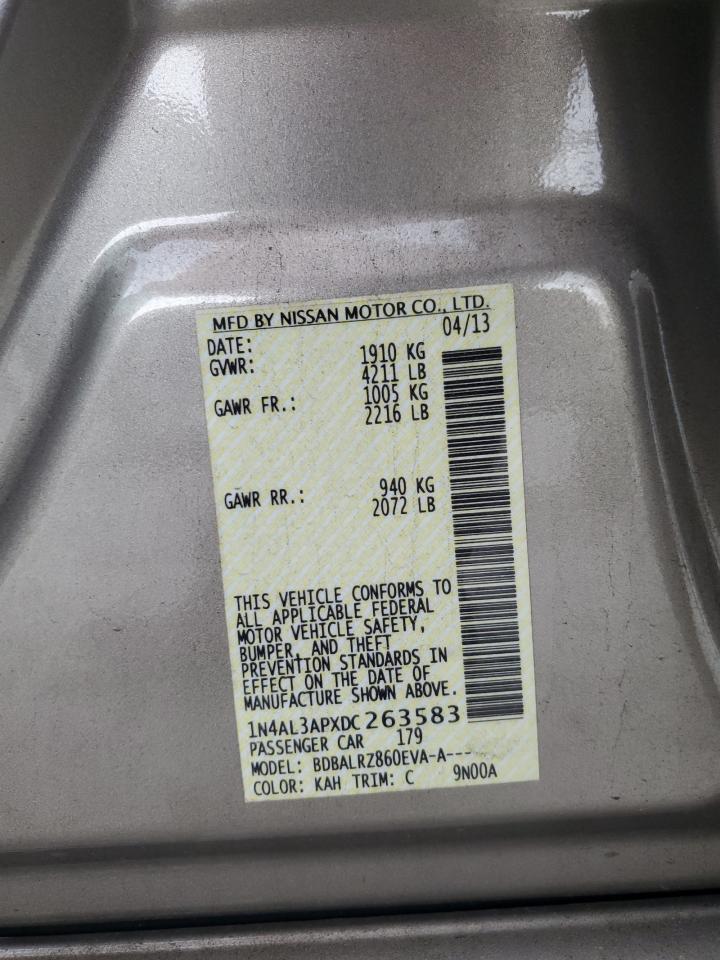 MFD BY NISSAN MOTOR CO., LTD.
DATE: 04/13
GVWR: 1910 KG
4211 LB
GAWR FR.: 1005 KG
2216 LB
GAWR RR.: 940 KG
2072 LB
THIS VEHICLE CONFORMS TO
ALL APPLICABLE FEDERAL
MOTOR VEHICLE SAFETY,
BUMPER, AND THEFT
PREVENTION STANDARDS IN
EFFECT ON THE DATE OF
MANUFACTURE SHOWN ABOVE.
1N4AL3APXDC263583
PASSENGER CAR 179
MODEL: BDBALRZ860EVA-A---
COLOR: KAH TRIM: C 9N00A